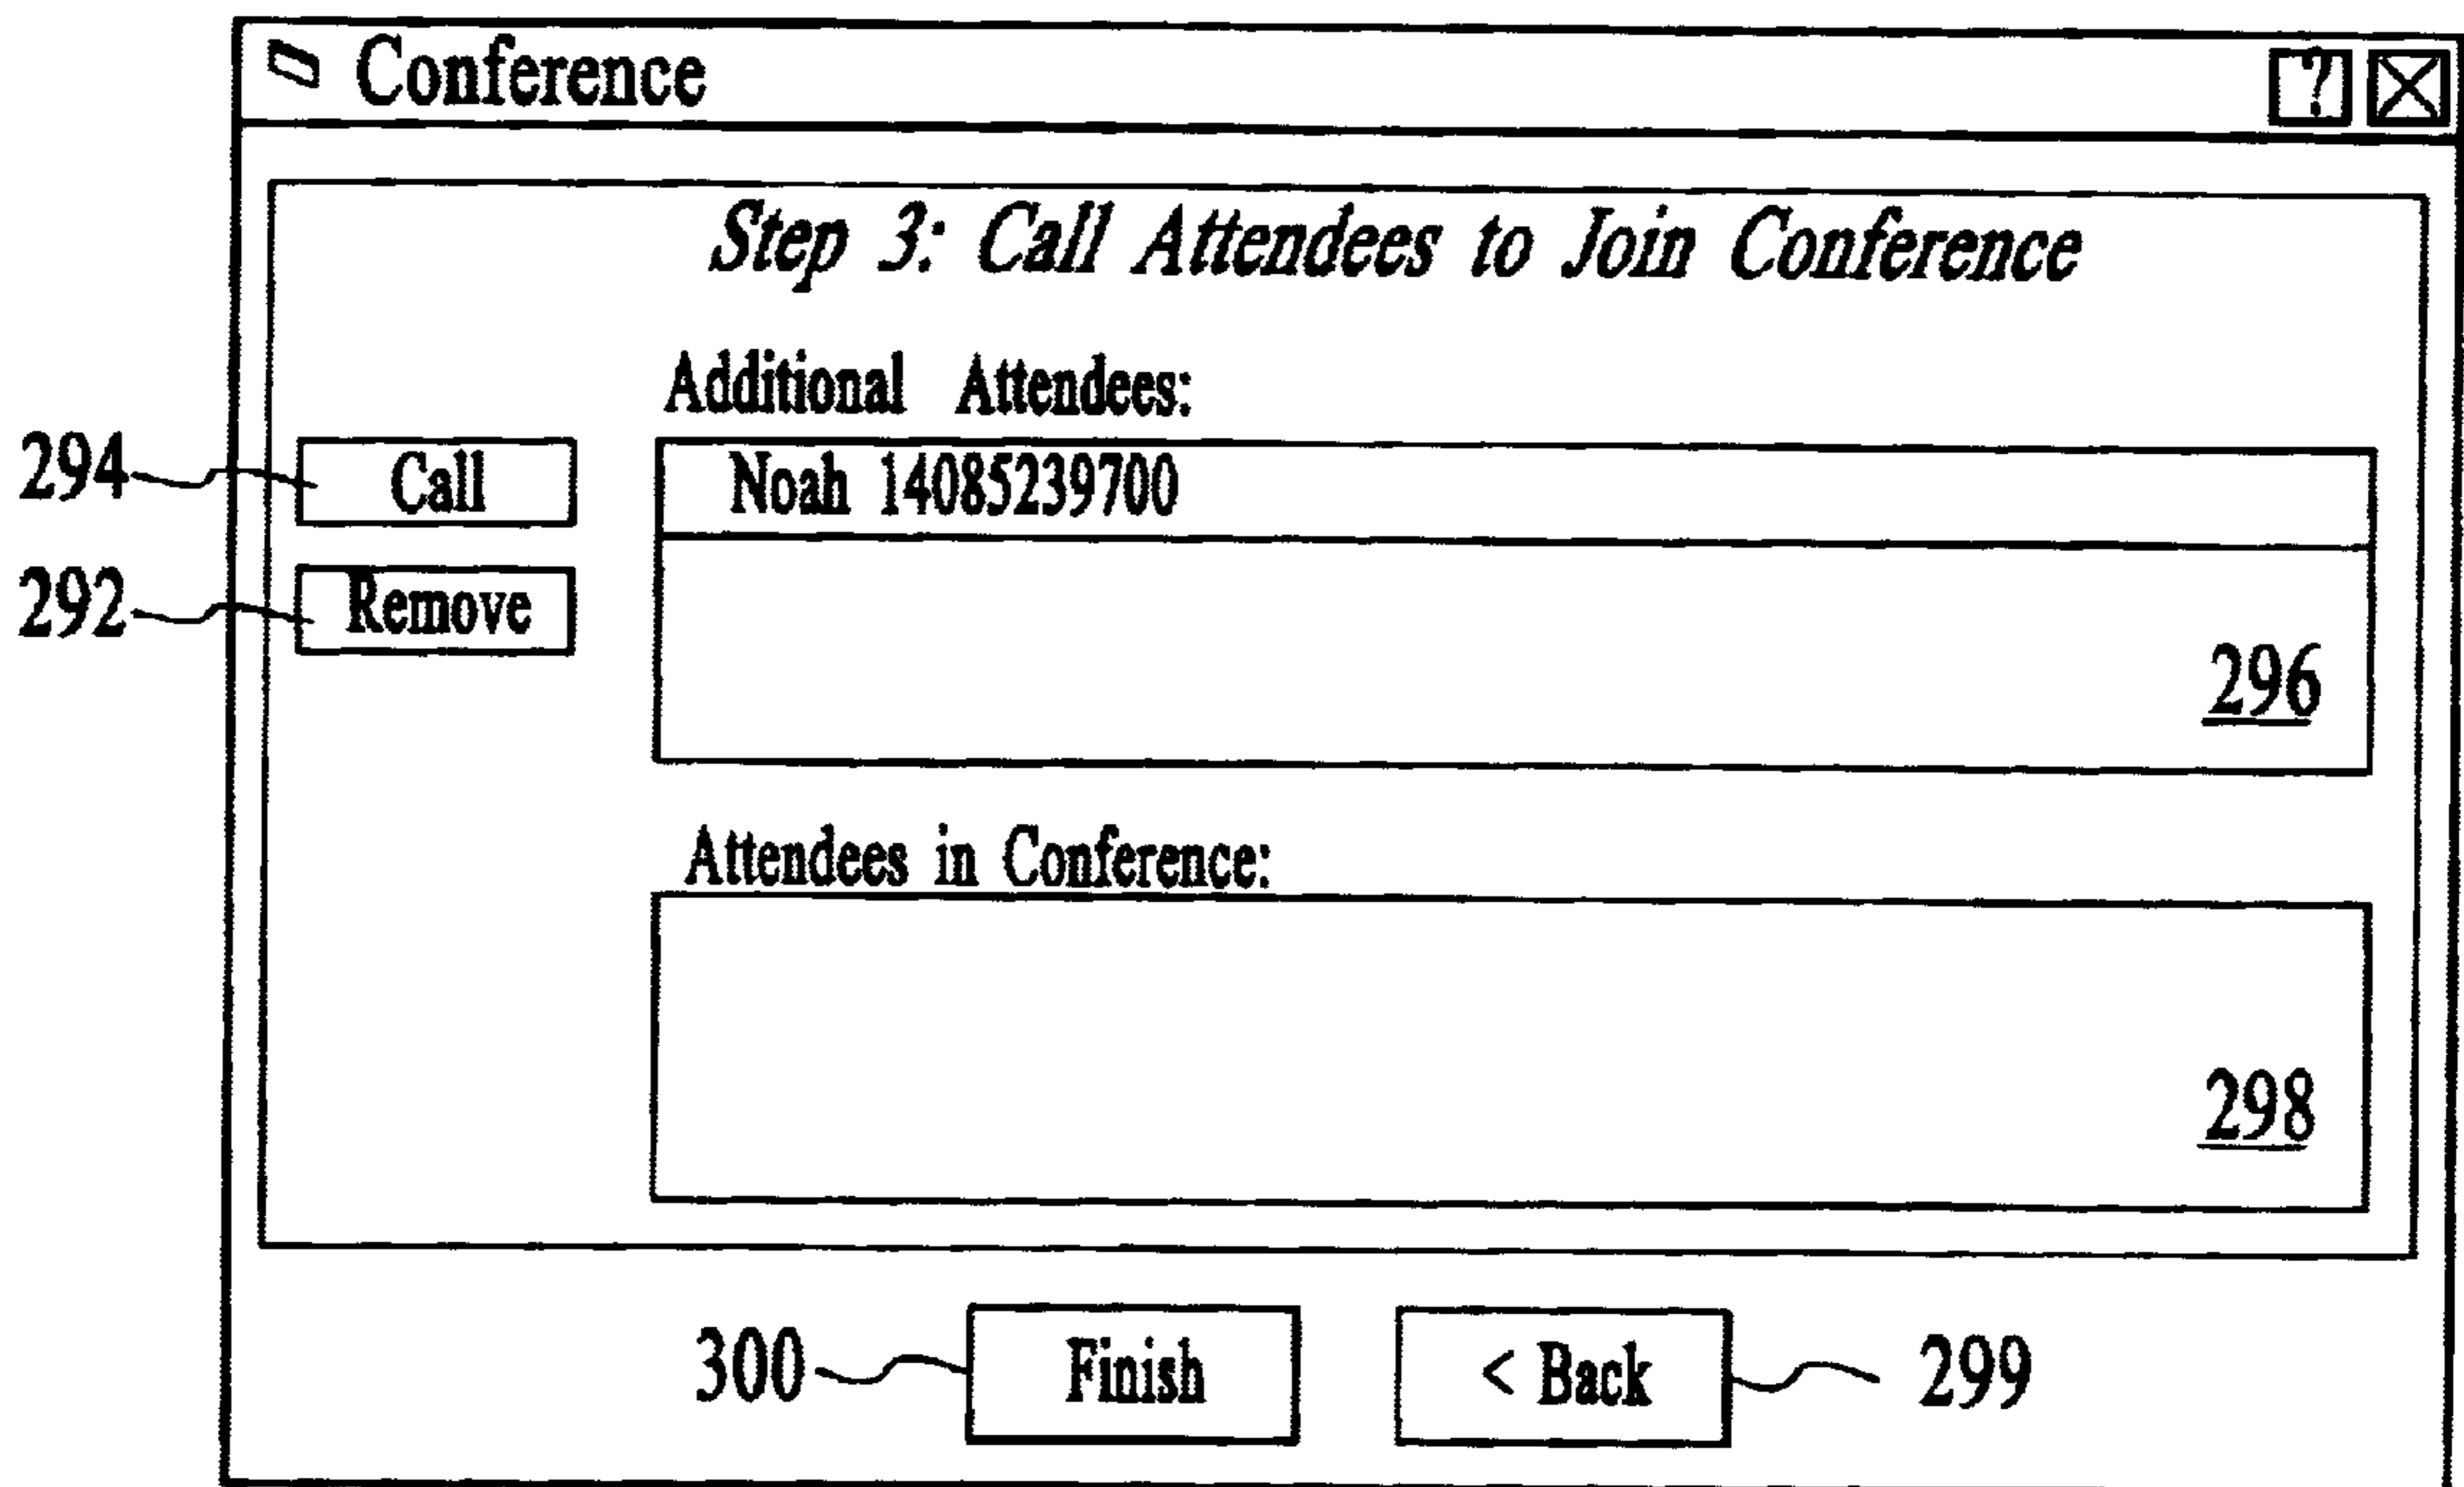 Conference ?
Step 3: Call Attendees to Join Conference
Additional Attendees:
294 Call Noah 14085239700
292 Remove
296
Attendees in Conference:
298
300 Finish < Back 299